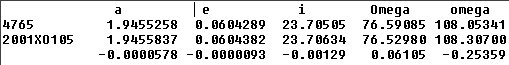 a e i Omega omega
4765 1.9455258 0.0604289 23.70505 76.59085 108.05341
2001XO105 1.9455837 0.0604382 23.70634 76.52980 108.30700
-0.0000578 -0.0000093 -0.00129 0.06105 -0.25359